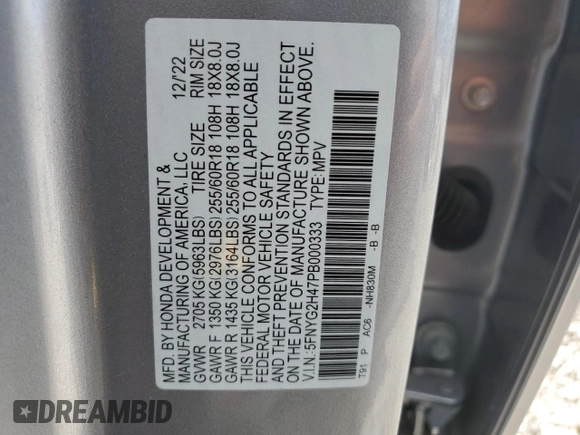 MFD. BY HONDA DEVELOPMENT &
MANUFACTURING OF AMERICA, LLC 12/'22
GVWR 2705 KG(5963LBS) TIRE SIZE RIM SIZE
GAWR F 1350 KG(2976LBS) 255/60R18 108H 18X8.0J
GAWR R 1435 KG(3164LBS) 255/60R18 108H 18X8.0J
THIS VEHICLE CONFORMS TO ALL APPLICABLE
FEDERAL MOTOR VEHICLE SAFETY
AND THEFT PREVENTION STANDARDS IN EFFECT
ON THE DATE OF MANUFACTURE SHOWN ABOVE.
V.I.N.:5FNYG2H47PB000333 TYPE:MPV
T91 P AC6 -NH830M -B -B
DREAMBID